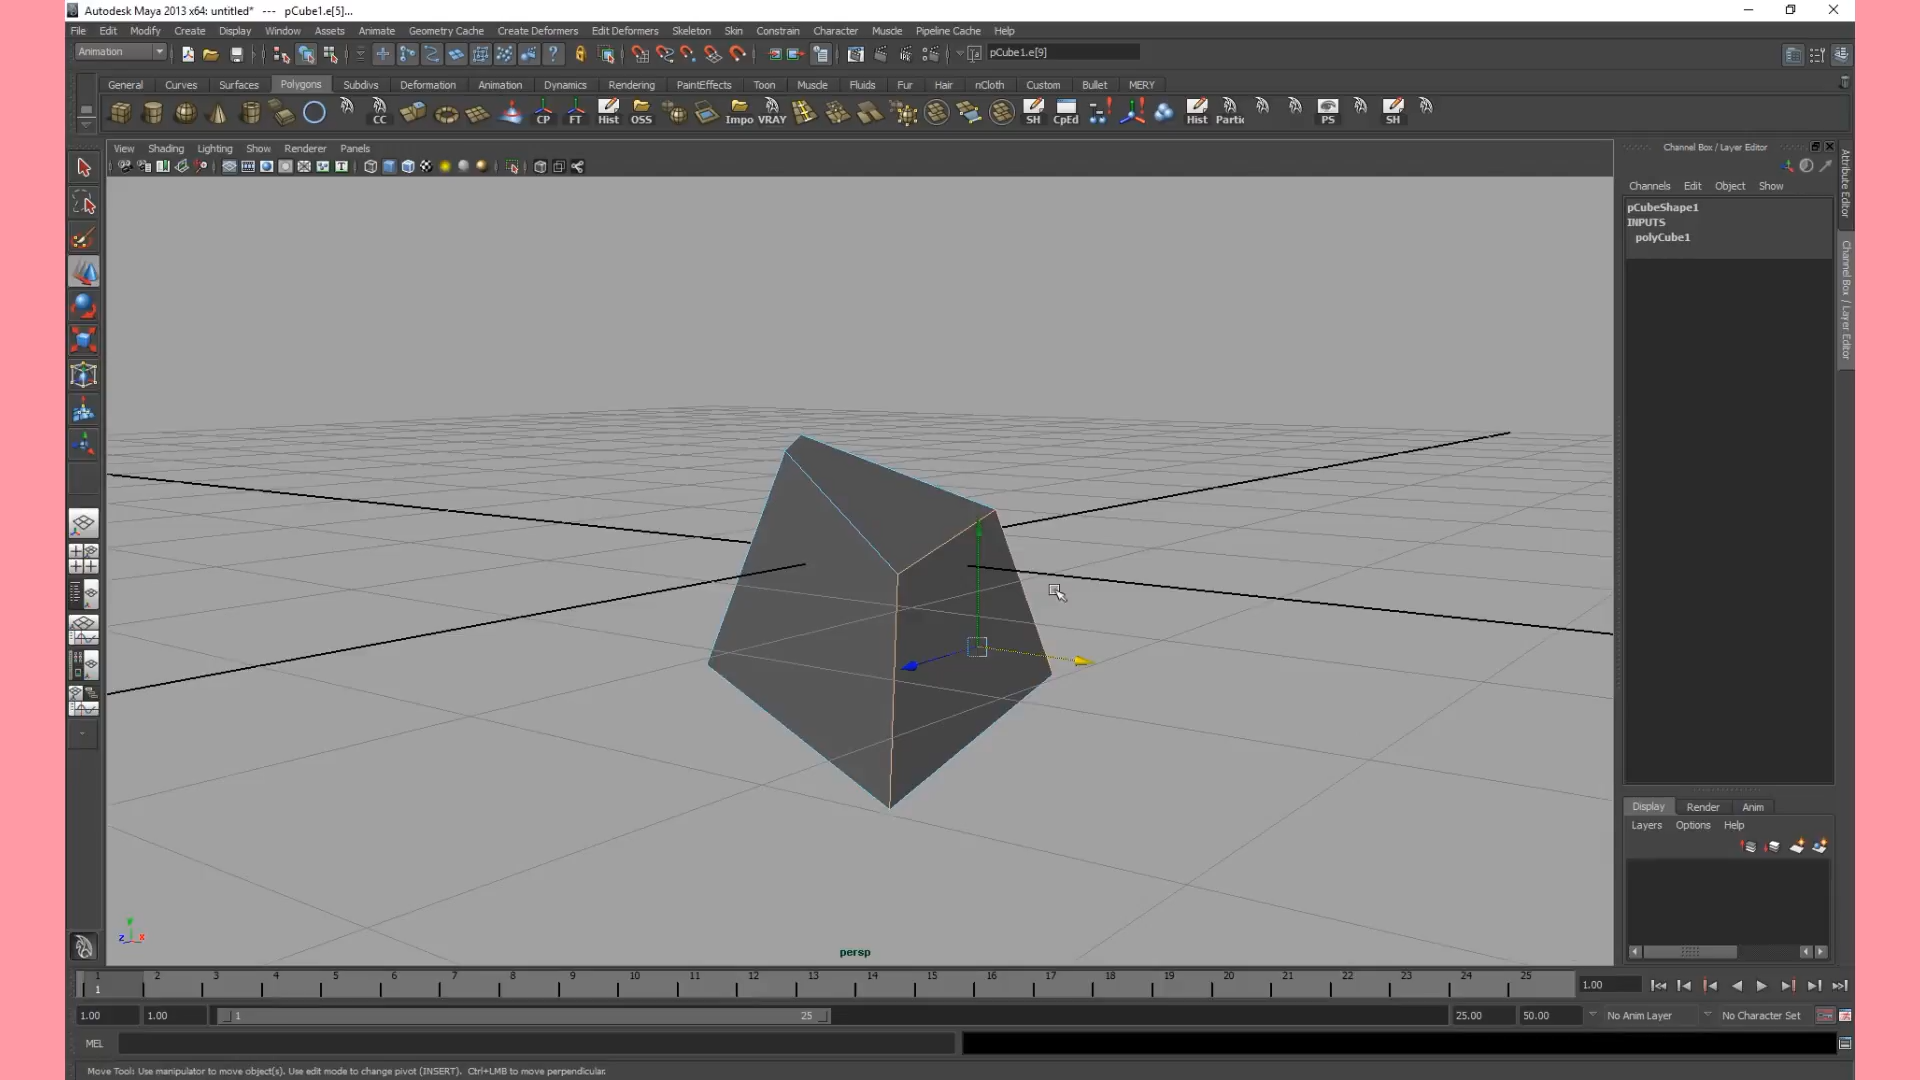 Autodesk Maya 2013 x64: untitled* --- pCube1.e[5]...
File Edit Modify Create Display Window Assets Animate Geometry Cache Create Deformers Edit Deformers Skeleton Skin Constrain Character Muscle Pipeline Cache Help
Animation pCube1.e[9]
General Curves Surfaces Polygons Subdivs Deformation Animation Dynamics Rendering PaintEffects Toon Muscle Fluids Fur Hair nCloth Custom Bullet MERY
CC CP FT Hist OSS Impo VRAY SH CpEd Hist Partic PS SH
View Shading Lighting Show Renderer Panels
Channel Box / Layer Editor
Channels Edit Object Show
pCubeShape1
INPUTS
polyCube1
Attribute Editor
Channel Box / Layer Editor
Display Render Anim
Layers Options Help
y
z x
persp
1 2 3 4 5 6 7 8 9 10 11 12 13 14 15 16 17 18 19 20 21 22 23 24 25
1 1.00
1.00 1.00 1 25 25.00 50.00 No Anim Layer No Character Set
MEL
Move Tool: Use manipulator to move object(s). Use edit mode to change pivot (INSERT). Ctrl+LMB to move perpendicular.